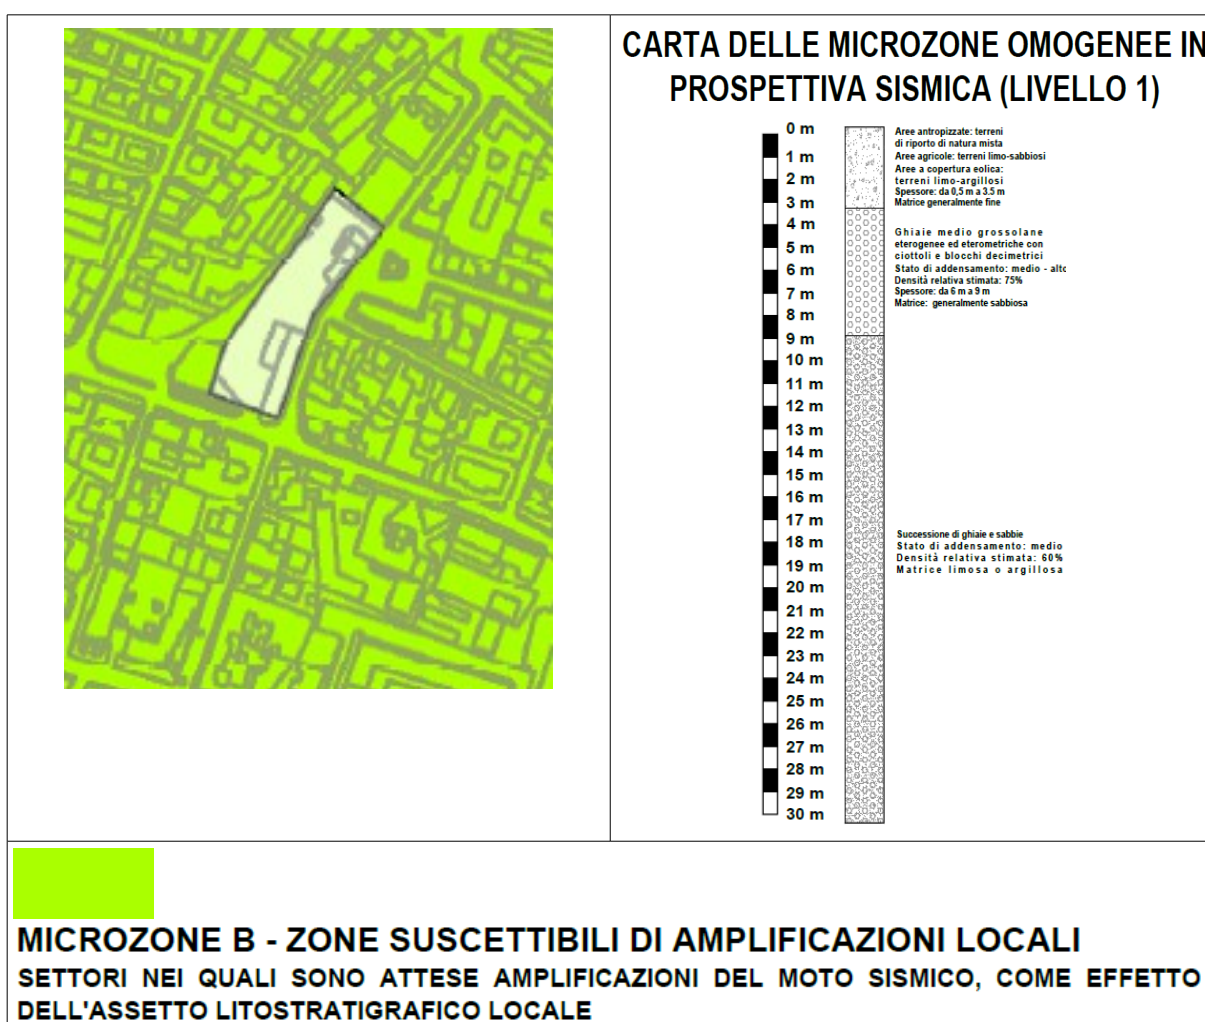 CARTA DELLE MICROZONE OMOGENEE IN
PROSPETTIVA SISMICA (LIVELLO 1)
0 m
1 m
2 m
3 m
4 m
5 m
6 m
7 m
8 m
9 m
10 m
11 m
12 m
13 m
14 m
15 m
16 m
17 m
18 m
19 m
20 m
21 m
22 m
23 m
24 m
25 m
26 m
27 m
28 m
29 m
30 m
Aree antropizzate: terreni
di riporto di natura mista
Aree agricole: terreni limo-sabbiosi
Aree a copertura eolica:
terreni limo-argillosi
Spessore: da 0,5 m a 3.5 m
Matrice generalmente fine
Ghiaie medio grossolane
eterogenee ed eterometriche con
ciottoli e blocchi decimetrici
Stato di addensamento: medio - alto
Densità relativa stimata: 75%
Spessore: da 6 m a 9 m
Matrice: generalmente sabbiosa
Successione di ghiaie e sabbie
Stato di addensamento: medio
Densità relativa stimata: 60%
Matrice limosa o argillosa
MICROZONE B - ZONE SUSCETTIBILI DI AMPLIFICAZIONI LOCALI
SETTORI NEI QUALI SONO ATTESE AMPLIFICAZIONI DEL MOTO SISMICO, COME EFFETTO
DELL'ASSETTO LITOSTRATIGRAFICO LOCALE